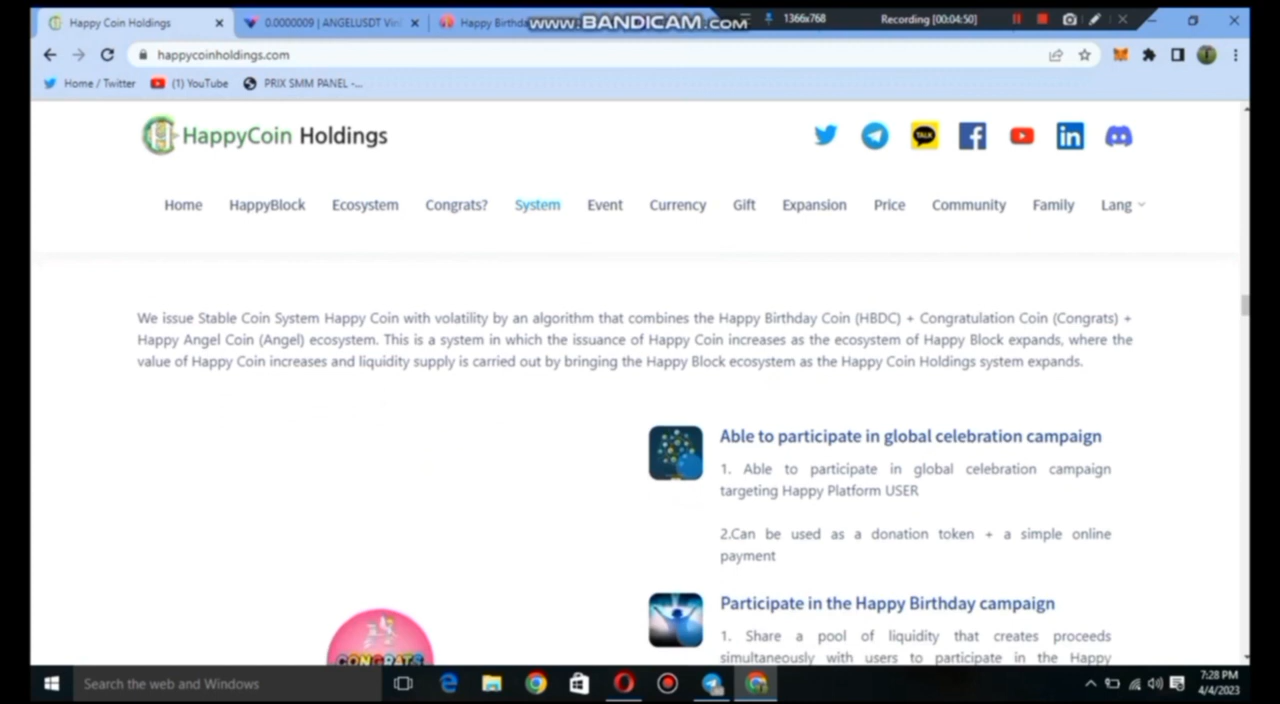 Happy Coin Holdings
0.0000009 | ANGELUSDT Vin
Happy Birthda
www.BANDICAM.com
1366x768
Recording [00:04:50]
happycoinholdings.com
Home / Twitter
(1) YouTube
PRIX SMM PANEL -...
HappyCoin Holdings
TALK
Home
HappyBlock
Ecosystem
Congrats?
System
Event
Currency
Gift
Expansion
Price
Community
Family
Lang
We issue Stable Coin System Happy Coin with volatility by an algorithm that combines the Happy Birthday Coin (HBDC) + Congratulation Coin (Congrats) +
Happy Angel Coin (Angel) ecosystem. This is a system in which the issuance of Happy Coin increases as the ecosystem of Happy Block expands, where the
value of Happy Coin increases and liquidity supply is carried out by bringing the Happy Block ecosystem as the Happy Coin Holdings system expands.
Able to participate in global celebration campaign
1. Able to participate in global celebration campaign
targeting Happy Platform USER
2.Can be used as a donation token + a simple online
payment
Participate in the Happy Birthday campaign
1. Share a pool of liquidity that creates proceeds
simultaneously with users to participate in the Happy
CONGRATS
Search the web and Windows
7:28 PM
4/4/2023